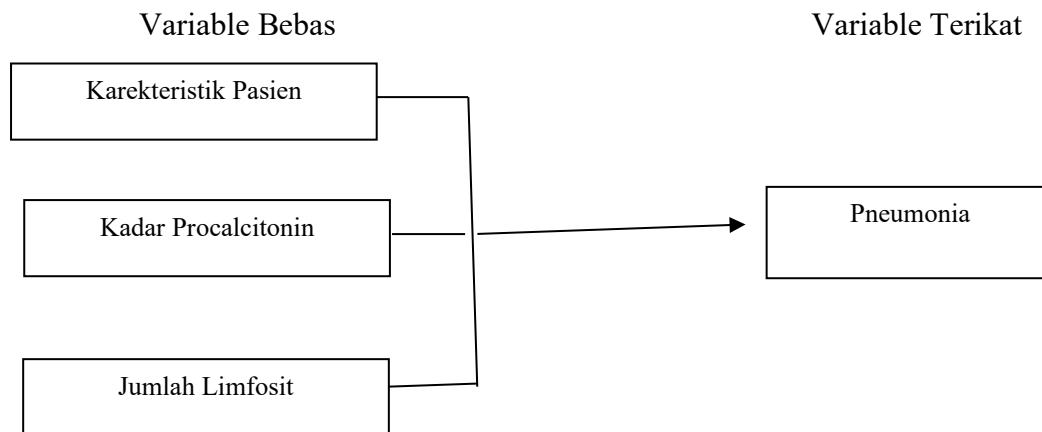 Variable Bebas
Variable Terikat
Karekteristik Pasien
Kadar Procalcitonin
Pneumonia
Jumlah Limfosit